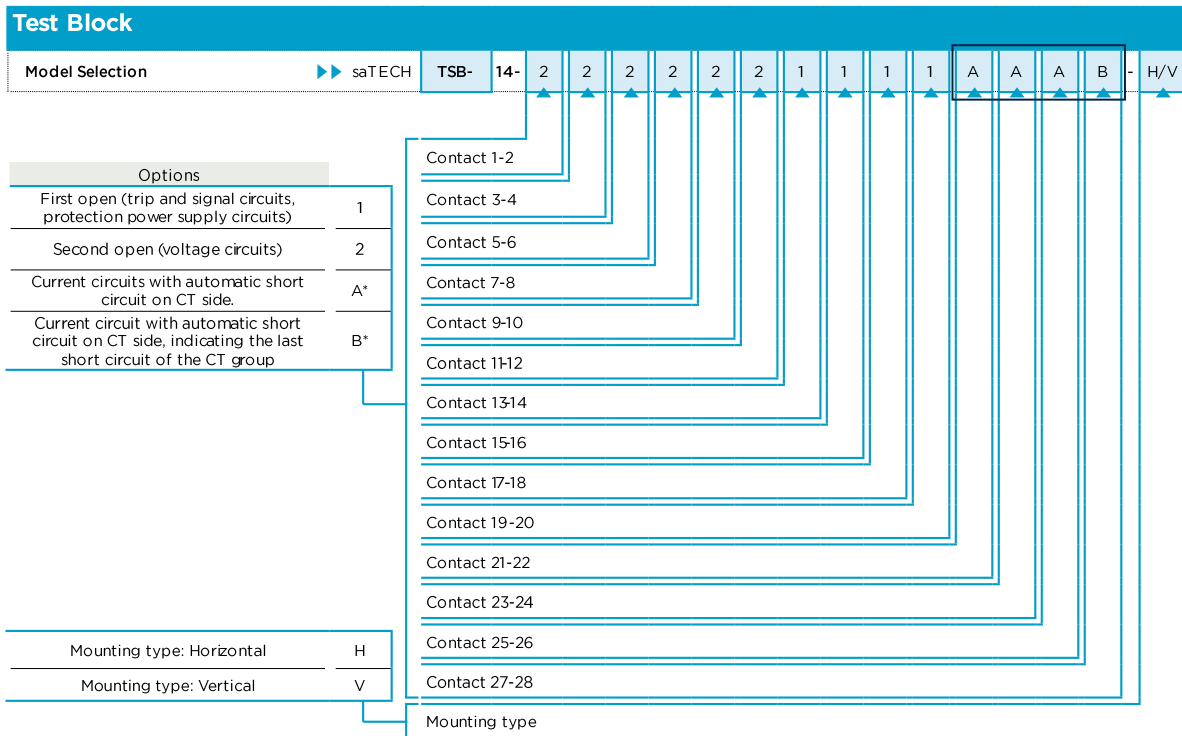 Test Block
Model Selection saTECH TSB- 14- 2 2 2 2 2 2 1 1 1 1 A A A B - H/V
Contact 1-2
Contact 3-4
Contact 5-6
Contact 7-8
Contact 9-10
Contact 11-12
Contact 13-14
Contact 15-16
Contact 17-18
Contact 19-20
Contact 21-22
Contact 23-24
Contact 25-26
Contact 27-28
Mounting type
Options
First open (trip and signal circuits,
protection power supply circuits) 1
Second open (voltage circuits) 2
Current circuits with automatic short
circuit on CT side. A*
Current circuit with automatic short
circuit on CT side, indicating the last B*
short circuit of the CT group
Mounting type: Horizontal H
Mounting type: Vertical V